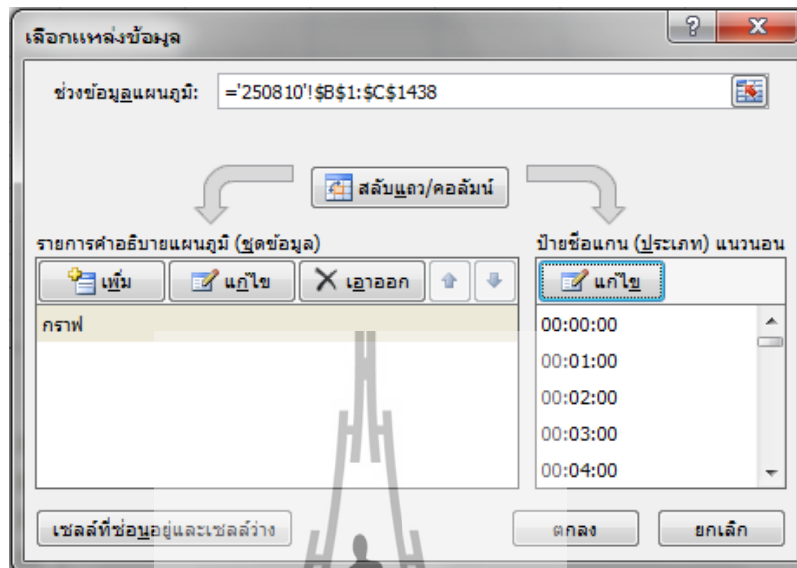 เลือกแหล่งข้อมูล
ช่วงข้อมูลแผนภูมิ: ='250810'!$B$1:$C$1438
สลับแถว/คอลัมน์
รายการคำอธิบายแผนภูมิ (ชุดข้อมูล)
เพิ่ม แก้ไข เอาออก
กราฟ
ป้ายชื่อแกน (ประเภท) แนวนอน
แก้ไข
00:00:00
00:01:00
00:02:00
00:03:00
00:04:00
เซลล์ที่ซ่อนอยู่และเซลล์ว่าง ตกลง ยกเลิก